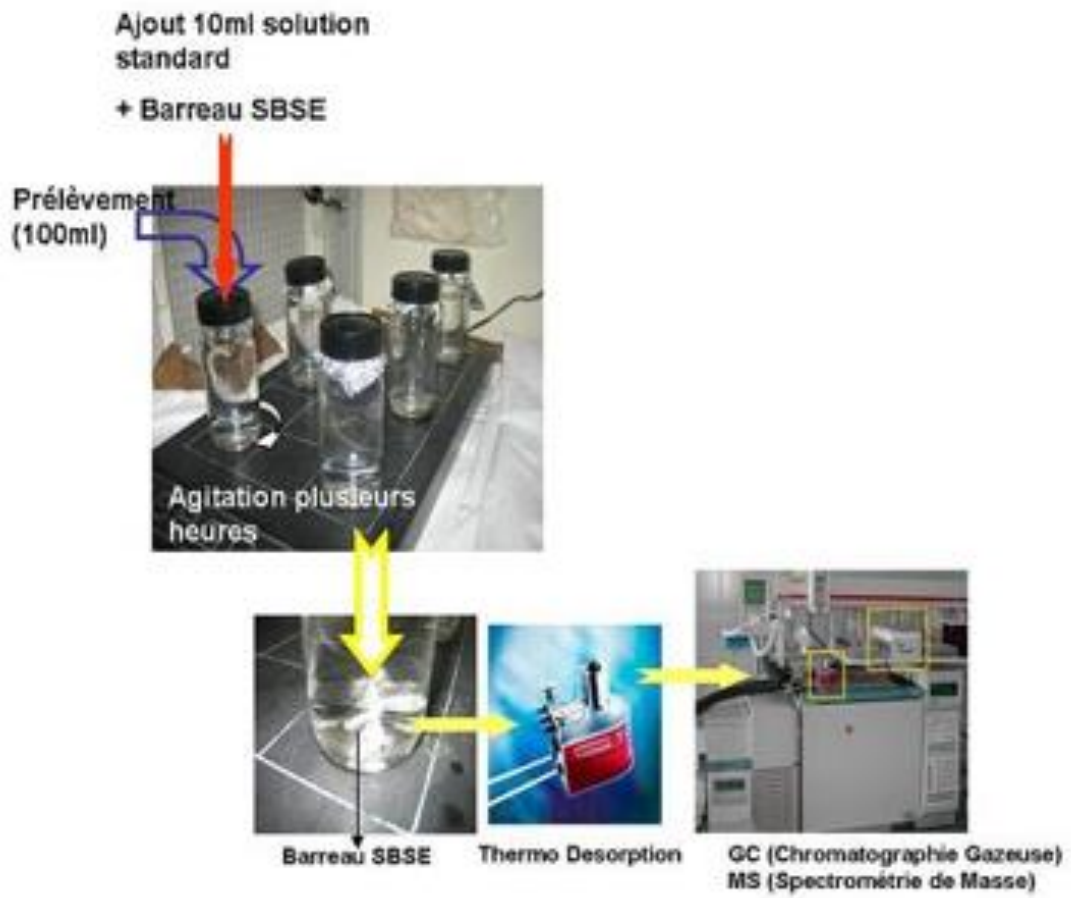 Ajout 10ml solution
standard
+ Barreau SBSE
Prélèvement
(100ml)
Agitation plusieurs
heures
Barreau SBSE
Thermo Desorption
GC (Chromatographie Gazeuse)
MS (Spectrométrie de Masse)